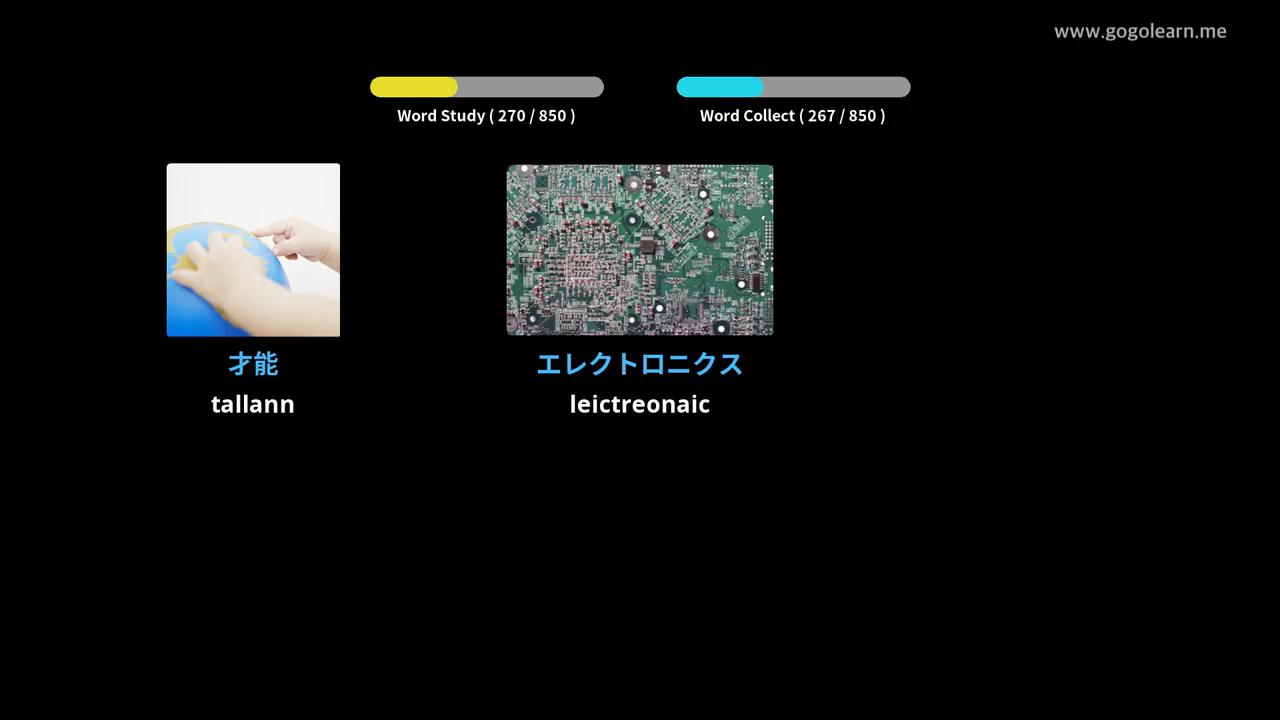 www.gogolearn.me
Word Study ( 270 / 850 )
Word Collect ( 267 / 850 )
才能
tallann
エレクトロニクス
leictreonaic